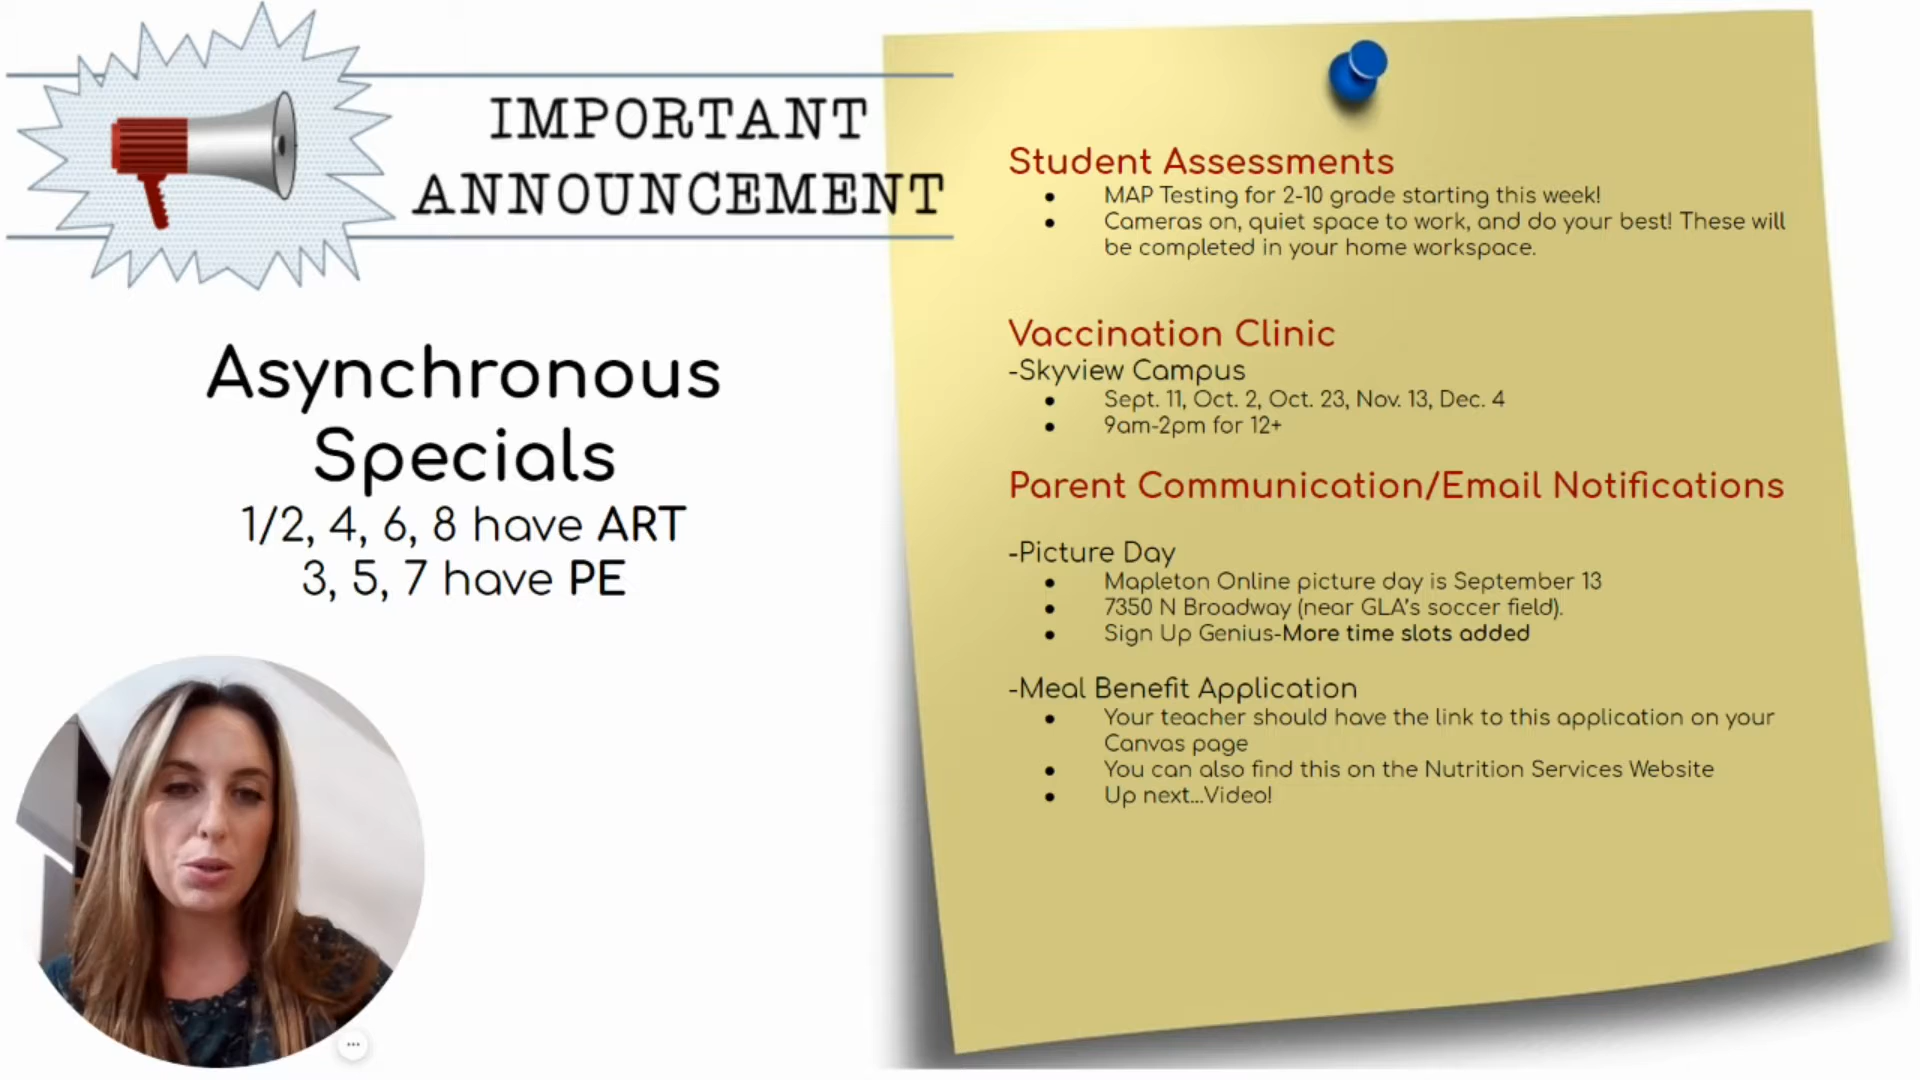 IMPORTANT
ANNOUNCEMENT
Asynchronous
Specials
1/2, 4, 6, 8 have ART
3, 5, 7 have PE
Student Assessments
● MAP Testing for 2-10 grade starting this week!
● Cameras on, quiet space to work, and do your best! These will
be completed in your home workspace.
Vaccination Clinic
-Skyview Campus
● Sept. 11, Oct. 2, Oct. 23, Nov. 13, Dec. 4
● 9am-2pm for 12+
Parent Communication/Email Notifications
-Picture Day
● Mapleton Online picture day is September 13
● 7350 N Broadway (near GLA's soccer field).
● Sign Up Genius-More time slots added
-Meal Benefit Application
● Your teacher should have the link to this application on your
Canvas page
● You can also find this on the Nutrition Services Website
● Up next...Video!